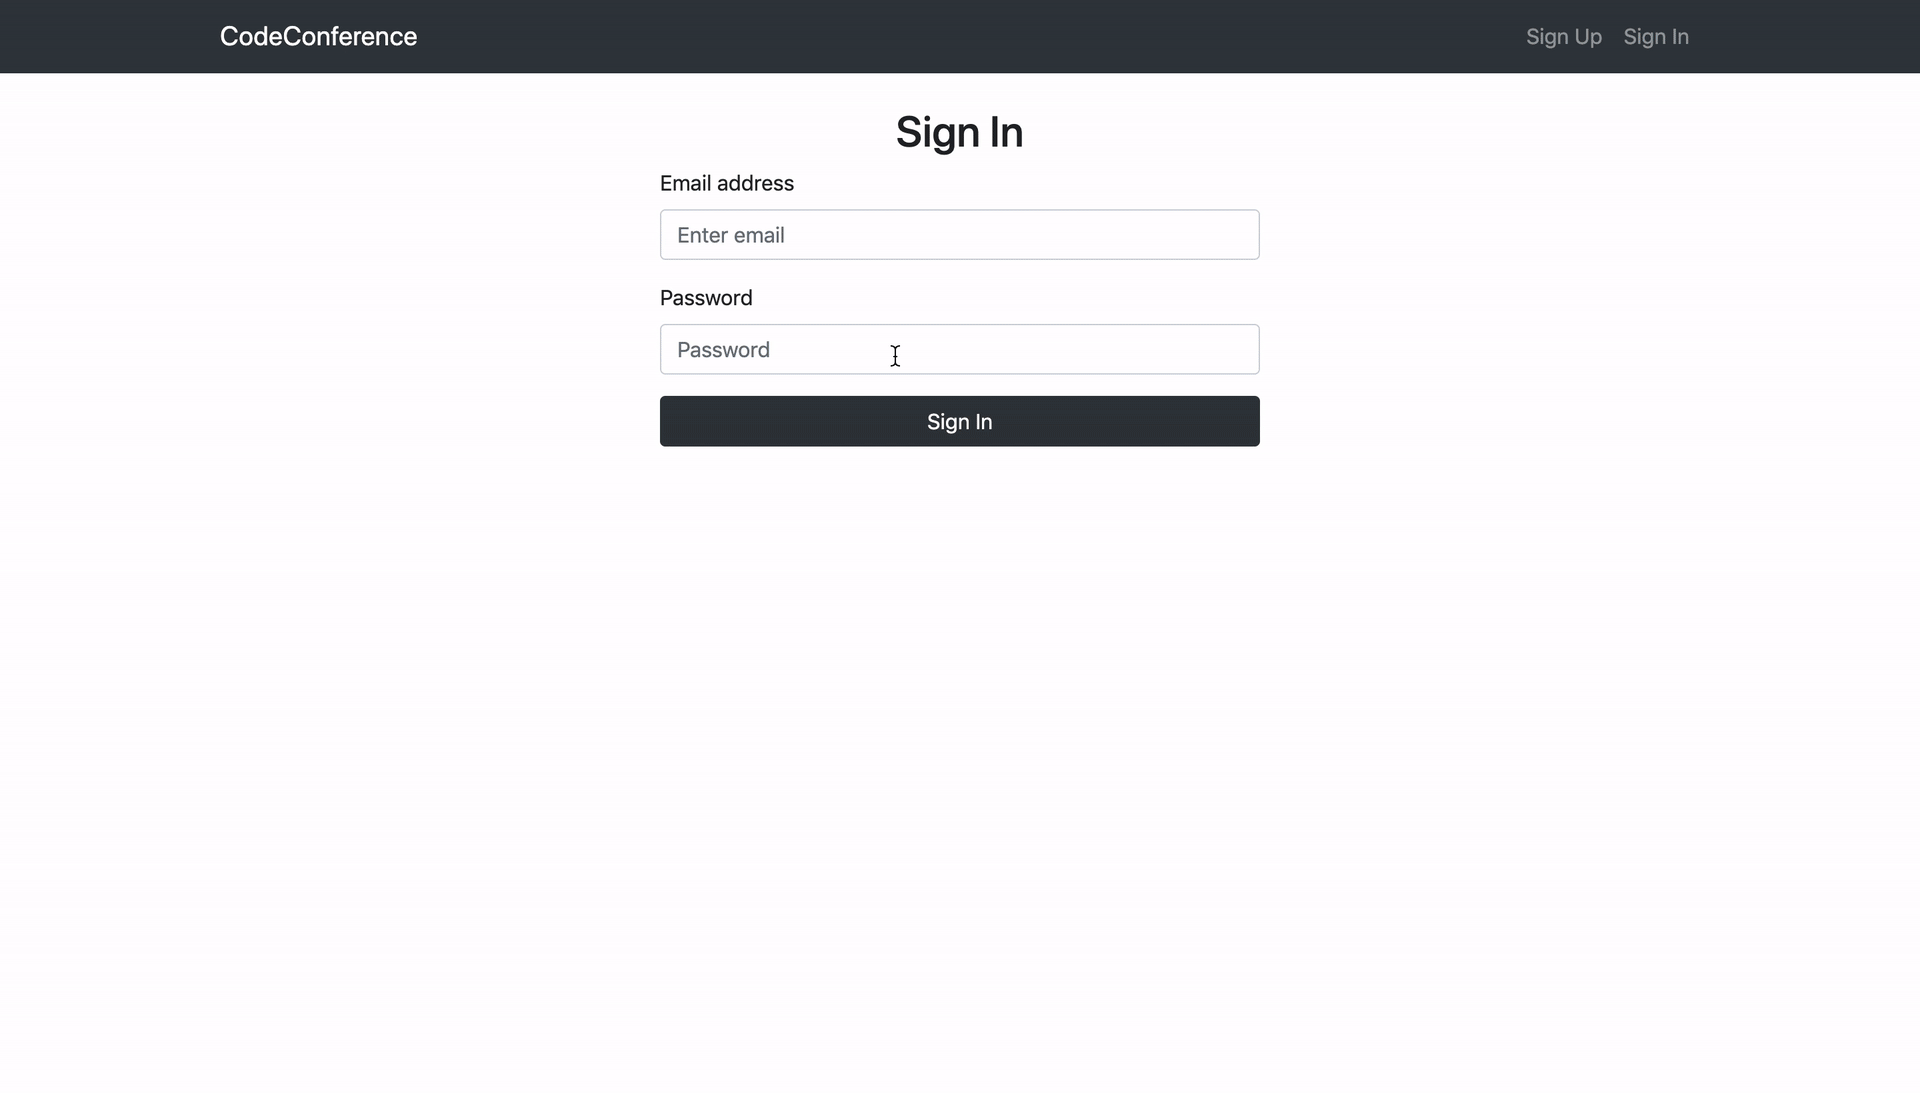 CodeConference
Sign Up Sign In
Sign In
Email address
Enter email
Password
Password
Sign In